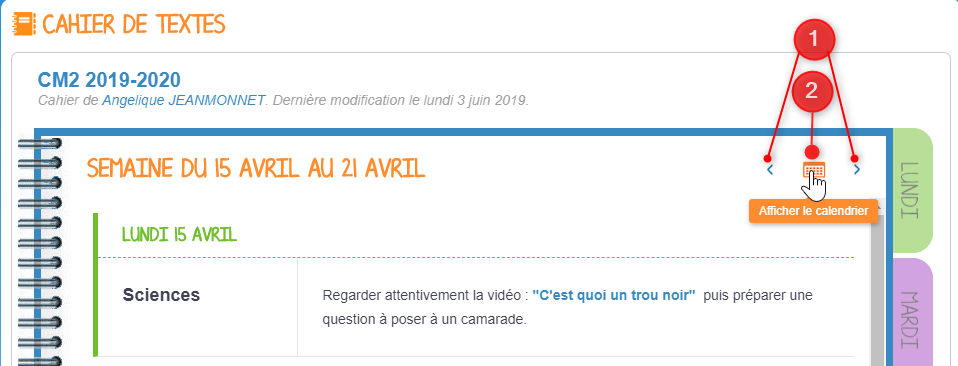 CAHIER DE TEXTES
1
CM2 2019-2020
2
Cahier de Angelique JEANMONNET. Dernière modification le lundi 3 juin 2019.
SEMAINE DU 15 AVRIL AU 21 AVRIL
LUNDI
Afficher le calendrier
LUNDI 15 AVRIL
Sciences
Regarder attentivement la vidéo : "C'est quoi un trou noir" puis préparer une
question à poser à un camarade.
MARDI